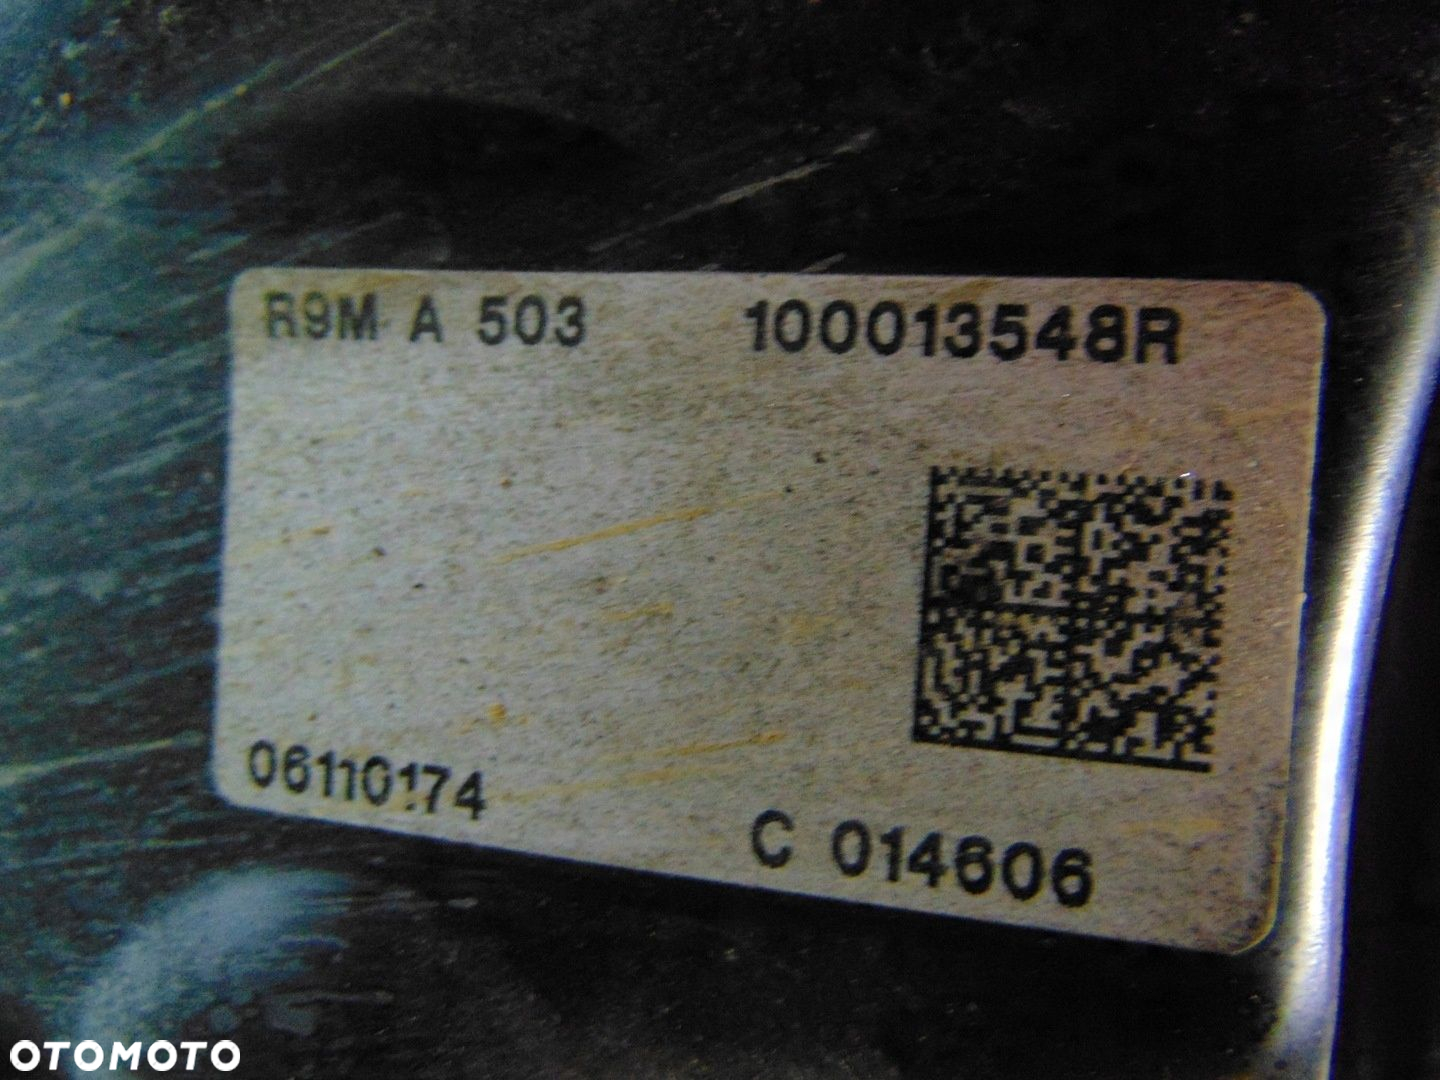 R9M A 503 100013548R
06110174
C 014606
OTOMOTO